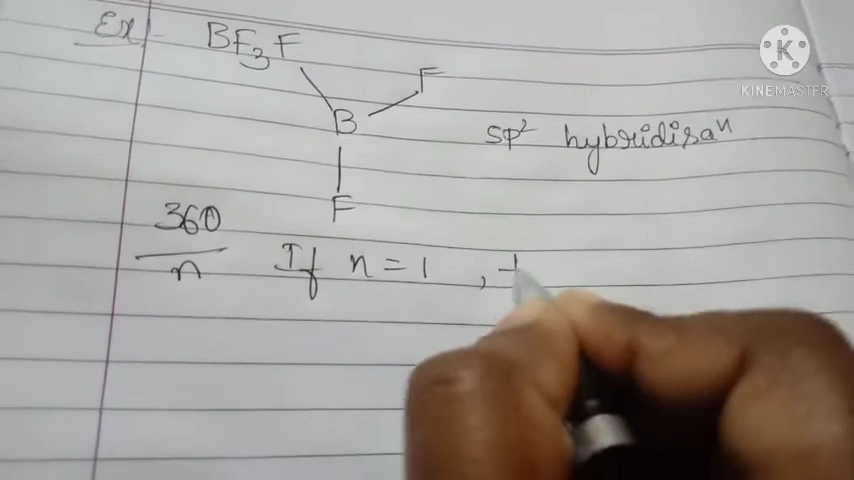 Ex)- BF3 F
F
B
sp² hybridisaⁿ
F
360
n
If n = 1 ,
K
KINEMASTER